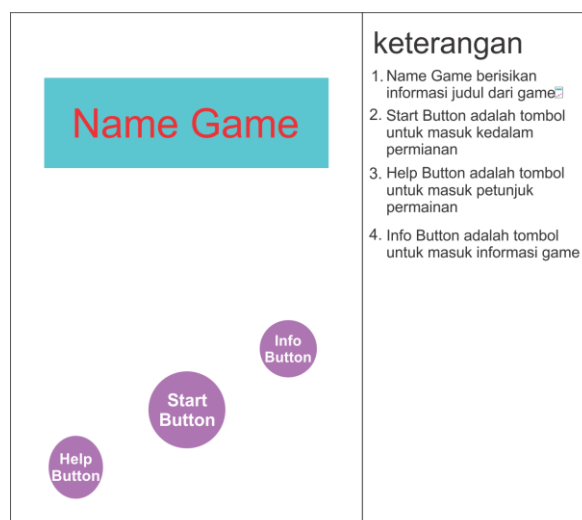 Name Game
Info
Button
Start
Button
Help
Button
keterangan
1. Name Game berisikan
informasi judul dari game
2. Start Button adalah tombol
untuk masuk kedalam
permianan
3. Help Button adalah tombol
untuk masuk petunjuk
permainan
4. Info Button adalah tombol
untuk masuk informasi game